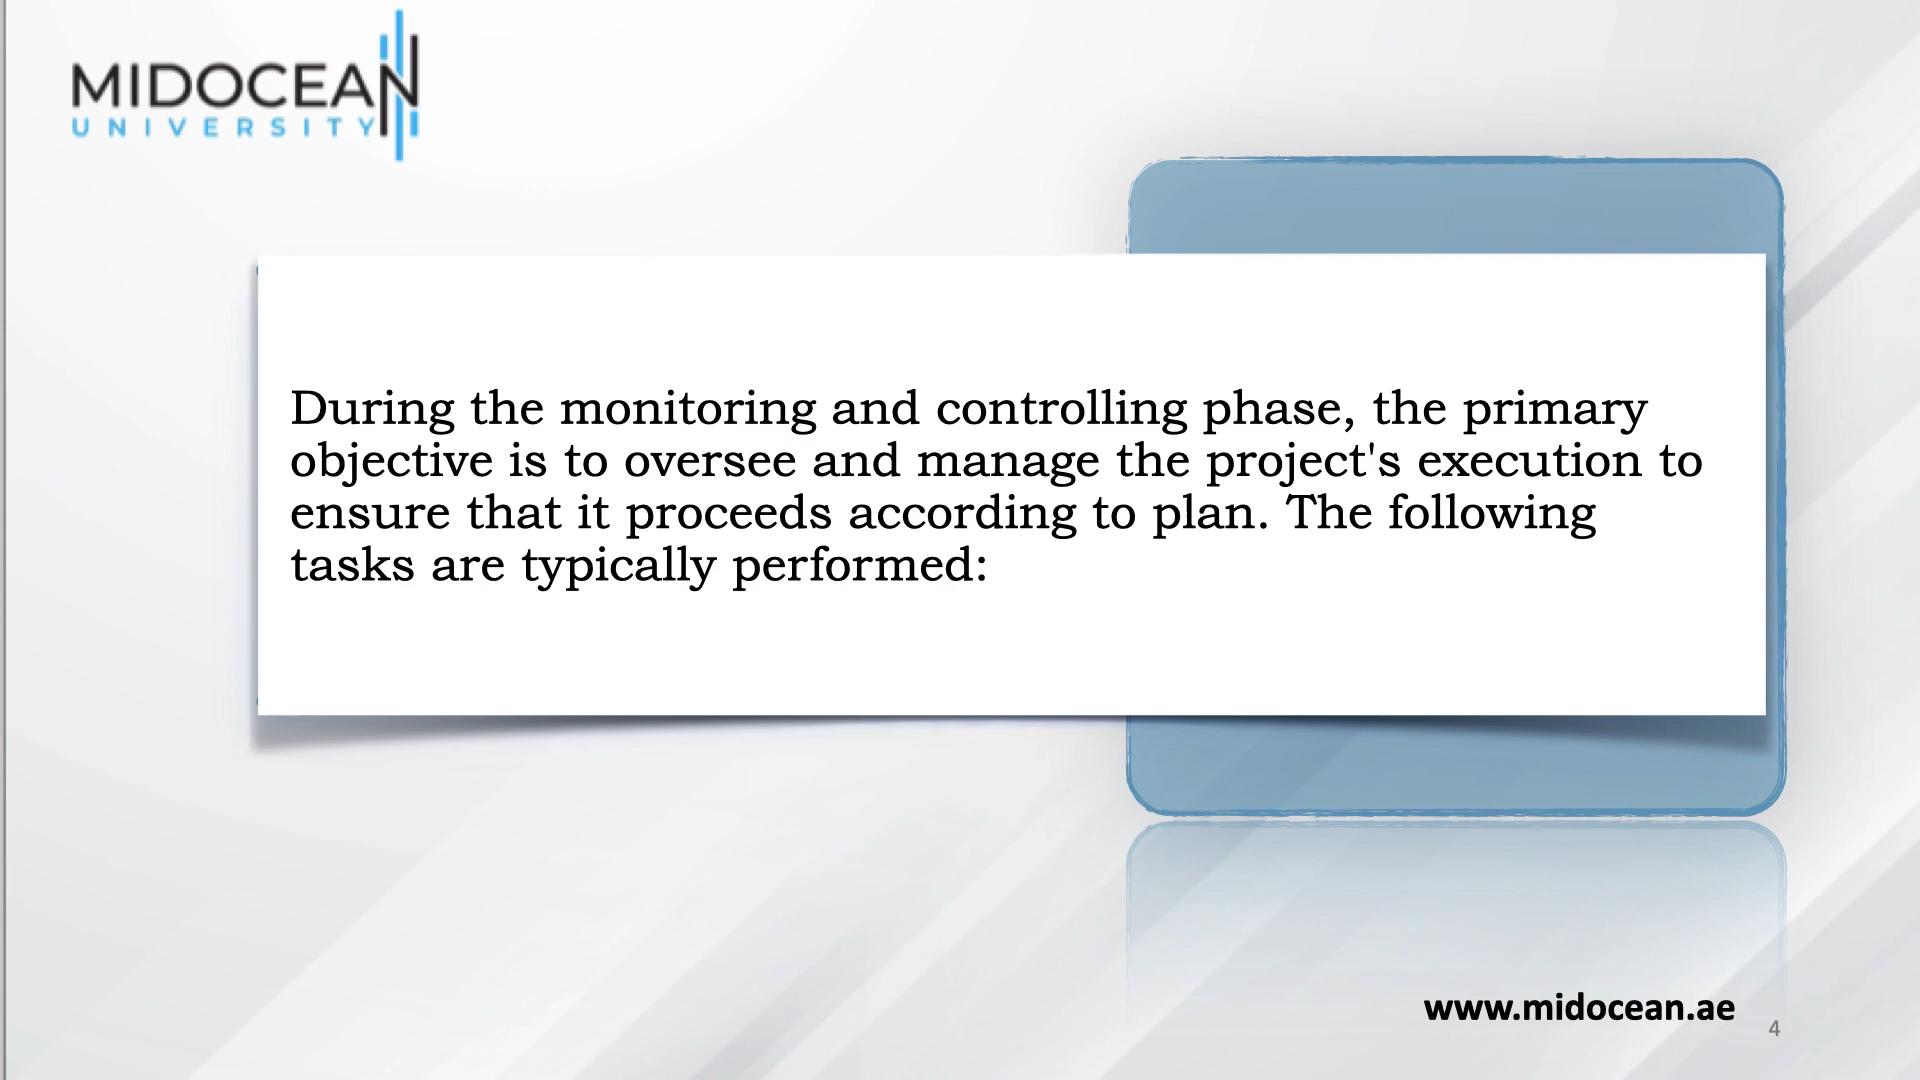 MIDOCEAN
UNIVERSITY
During the monitoring and controlling phase, the primary
objective is to oversee and manage the project's execution to
ensure that it proceeds according to plan. The following
tasks are typically performed:
www.midocean.ae
4